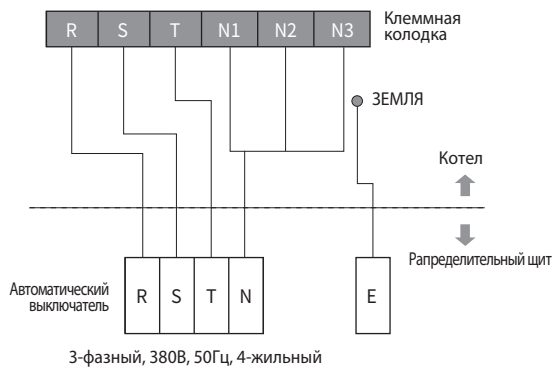 R S T N1 N2 N3
Клеммная
колодка
ЗЕМЛЯ
Котел
Рапределительный щит
Автоматический
выключатель
R S T N
E
3-фазный, 380В, 50Гц, 4-жильный